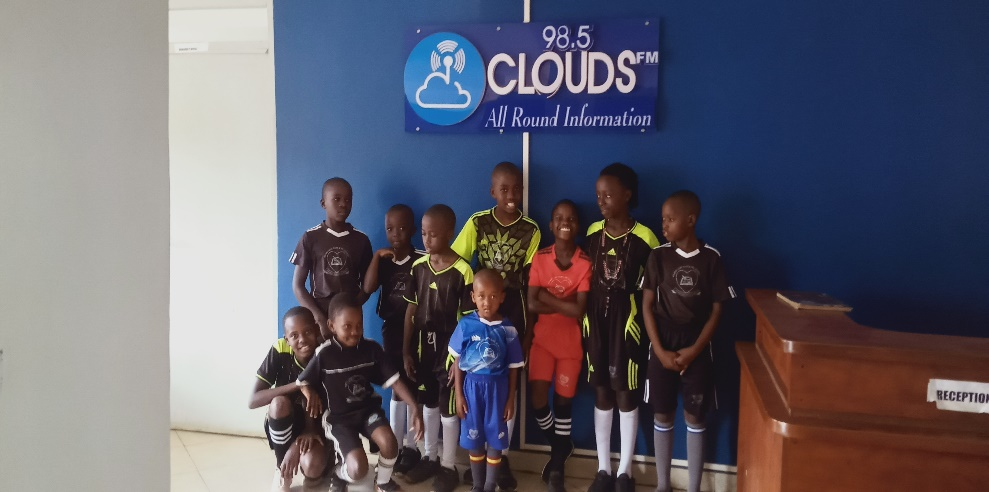 98.5
CLOUDS FM
All Round Information
RECEPTION